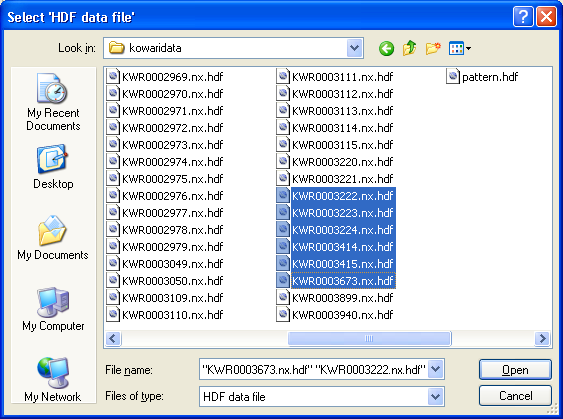 Select 'HDF data file'
Look in: kowaridata
My Recent
Documents
Desktop
My Documents
My Computer
My Network
KWR0002969.nx.hdf
KWR0002970.nx.hdf
KWR0002971.nx.hdf
KWR0002972.nx.hdf
KWR0002973.nx.hdf
KWR0002974.nx.hdf
KWR0002975.nx.hdf
KWR0002976.nx.hdf
KWR0002977.nx.hdf
KWR0002978.nx.hdf
KWR0002979.nx.hdf
KWR0003049.nx.hdf
KWR0003050.nx.hdf
KWR0003109.nx.hdf
KWR0003110.nx.hdf
KWR0003111.nx.hdf
KWR0003112.nx.hdf
KWR0003113.nx.hdf
KWR0003114.nx.hdf
KWR0003115.nx.hdf
KWR0003220.nx.hdf
KWR0003221.nx.hdf
KWR0003222.nx.hdf
KWR0003223.nx.hdf
KWR0003224.nx.hdf
KWR0003414.nx.hdf
KWR0003415.nx.hdf
KWR0003673.nx.hdf
KWR0003899.nx.hdf
KWR0003940.nx.hdf
pattern.hdf
File name: "KWR0003673.nx.hdf" "KWR0003222.nx.hdf"
Open
Files of type: HDF data file
Cancel